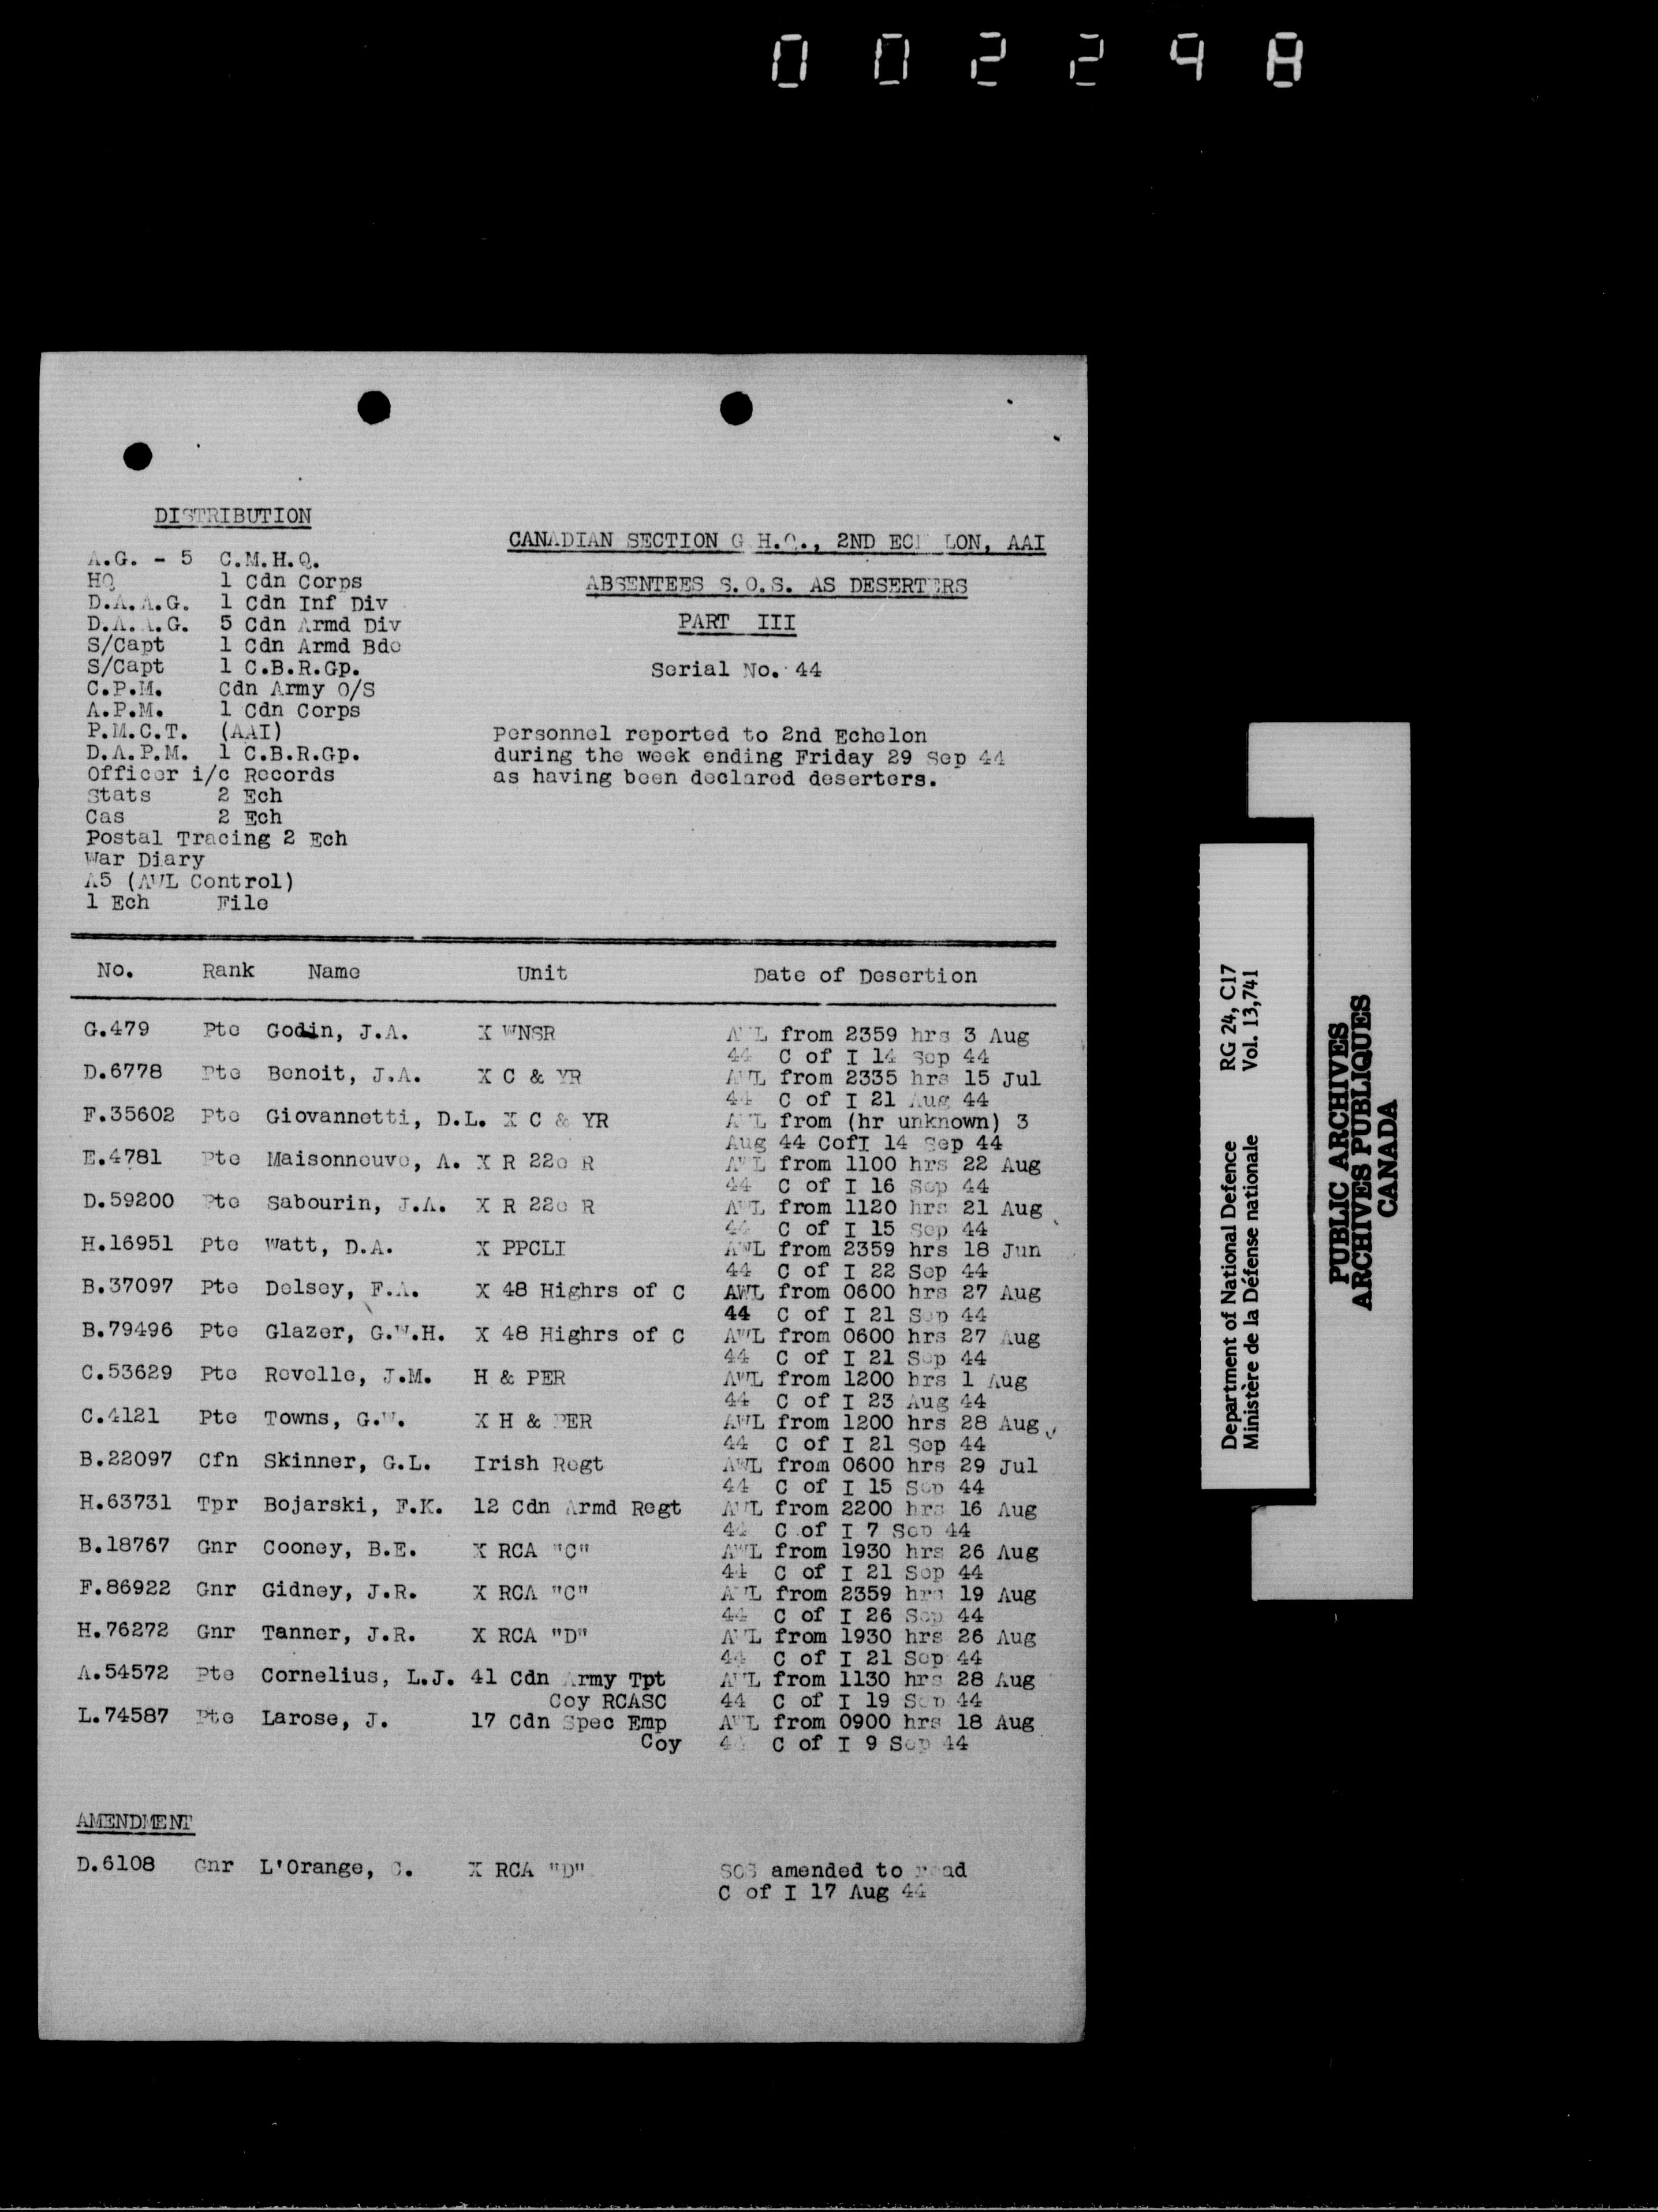 002298
DISTRIBUTION
A.G. - 5 C.M.H.Q.
HQ 1 Cdn Corps
D.A.A.G. 1 Cdn Inf Div
D.A.A.G. 5 Cdn Armd Div
S/Capt 1 Cdn Armd Bde
S/Capt 1 C.B.R.Gp.
C.P.M. Cdn Army O/S
A.P.M. 1 Cdn Corps
P.M.C.T. (AAI)
D.A.P.M. 1 C.B.R.Gp.
Officer i/c Records
Stats 2 Ech
Cas 2 Ech
Postal Tracing 2 Ech
War Diary
A5 (AWL Control)
1 Ech File
CANADIAN SECTION G.H.Q., 2ND ECHELON, AAI
ABSENTEES S.O.S. AS DESERTERS
PART III
Serial No. 44
Personnel reported to 2nd Echelon
during the week ending Friday 29 Sep 44
as having been declared deserters.
No. Rank Name Unit Date of Desertion
G.479 Pte Godin, J.A. X WNSR AWL from 2359 hrs 3 Aug
44 C of I 14 Sep 44
D.6778 Pte Benoit, J.A. X C & YR AWL from 2335 hrs 15 Jul
44 C of I 21 Aug 44
F.35602 Pte Giovannetti, D.L. X C & YR AWL from (hr unknown) 3
Aug 44 CofI 14 Sep 44
E.4781 Pte Maisonneuve, A. X R 22e R AWL from 1100 hrs 22 Aug
44 C of I 16 Sep 44
D.59200 Pte Sabourin, J.A. X R 22e R AWL from 1120 hrs 21 Aug
44 C of I 15 Sep 44
H.16951 Pte Watt, D.A. X PPCLI AWL from 2359 hrs 18 Jun
44 C of I 22 Sep 44
B.37097 Pte Delsey, F.A. X 48 Highrs of C AWL from 0600 hrs 27 Aug
44 C of I 21 Sep 44
B.79496 Pte Glazer, G.W.H. X 48 Highrs of C AWL from 0600 hrs 27 Aug
44 C of I 21 Sep 44
C.53629 Pte Revelle, J.M. H & PER AWL from 1200 hrs 1 Aug
44 C of I 23 Aug 44
C.4121 Pte Towns, G.W. X H & PER AWL from 1200 hrs 28 Aug
44 C of I 21 Sep 44
B.22097 Cfn Skinner, G.L. Irish Regt AWL from 0600 hrs 29 Jul
44 C of I 15 Sep 44
H.63731 Tpr Bojarski, F.K. 12 Cdn Armd Regt AWL from 2200 hrs 16 Aug
44 C of I 7 Sep 44
B.18767 Gnr Cooney, B.E. X RCA "C" AWL from 1930 hrs 26 Aug
44 C of I 21 Sep 44
F.86922 Gnr Gidney, J.R. X RCA "C" AWL from 2359 hrs 19 Aug
44 C of I 26 Sep 44
H.76272 Gnr Tanner, J.R. X RCA "D" AWL from 1930 hrs 26 Aug
44 C of I 21 Sep 44
A.54572 Pte Cornelius, L.J. 41 Cdn Army Tpt AWL from 1130 hrs 28 Aug
Coy RCASC 44 C of I 19 Sep 44
L.74587 Pte Larose, J. 17 Cdn Spec Emp AWL from 0900 hrs 18 Aug
Coy 44 C of I 9 Sep 44
AMENDMENT
D.6108 Gnr L'Orange, C. X RCA "D" SOS amended to read
C of I 17 Aug 44
Department of National Defence RG 24, C17
Ministère de la Défense nationale Vol. 13,741
PUBLIC ARCHIVES
ARCHIVES PUBLIQUES
CANADA